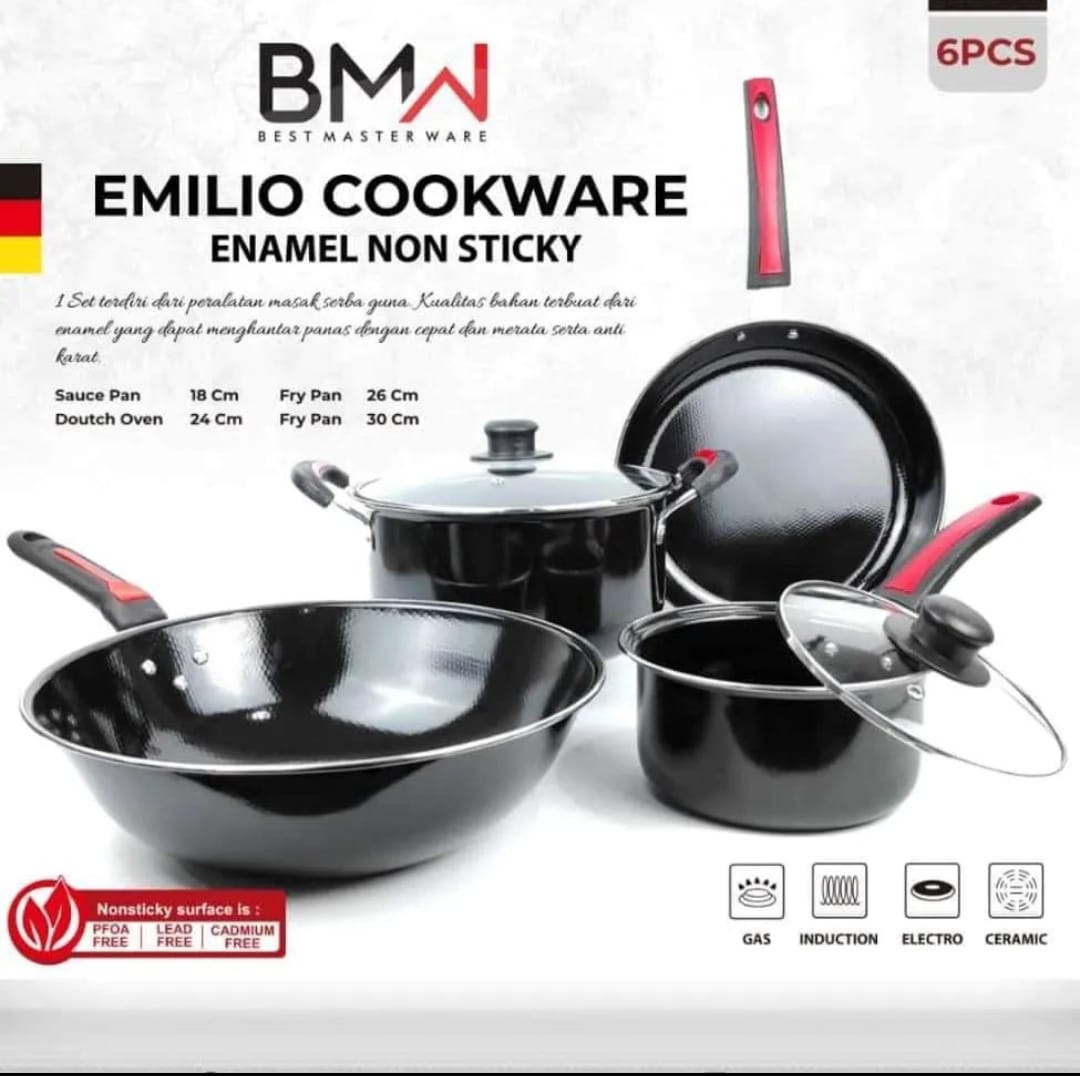 6PCS
BMW
BEST MASTER WARE
EMILIO COOKWARE
ENAMEL NON STICKY
1 Set terdiri dari peralatan masak serba guna. Kualitas bahan terbuat dari
enamel yang dapat menghantar panas dengan cepat dan merata serta anti
karat.
Sauce Pan 18 Cm Fry Pan 26 Cm
Doutch Oven 24 Cm Fry Pan 30 Cm
Nonsticky surface is :
PFOA FREE | LEAD FREE | CADMIUM FREE
GAS INDUCTION ELECTRO CERAMIC